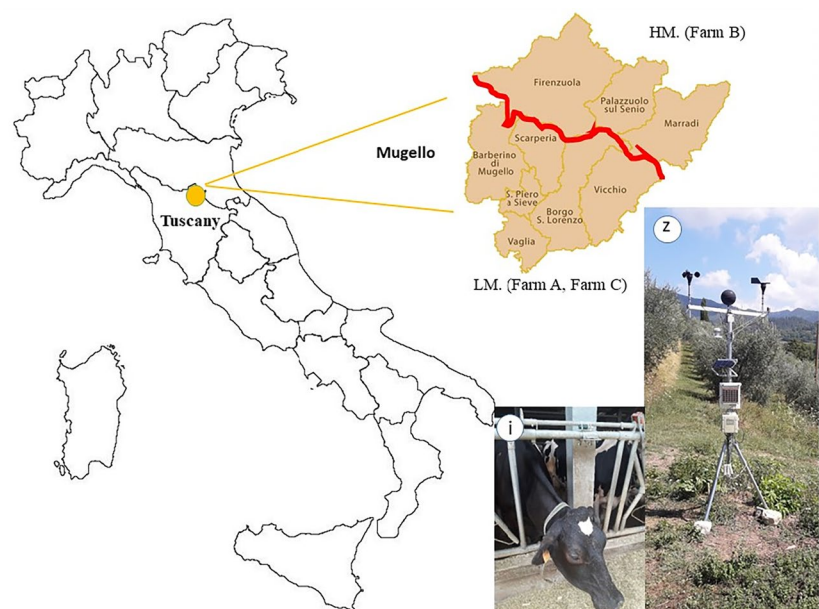 HM. (Farm B)
Firenzuola
Palazzuolo
sul Senio
Marradi
Scarperia
Mugello
Barberino
di
Mugello
Vicchio
S. Piero
a Sieve
Borgo
S. Lorenzo
Tuscany
Vaglia
LM. (Farm A, Farm C)
Z
i